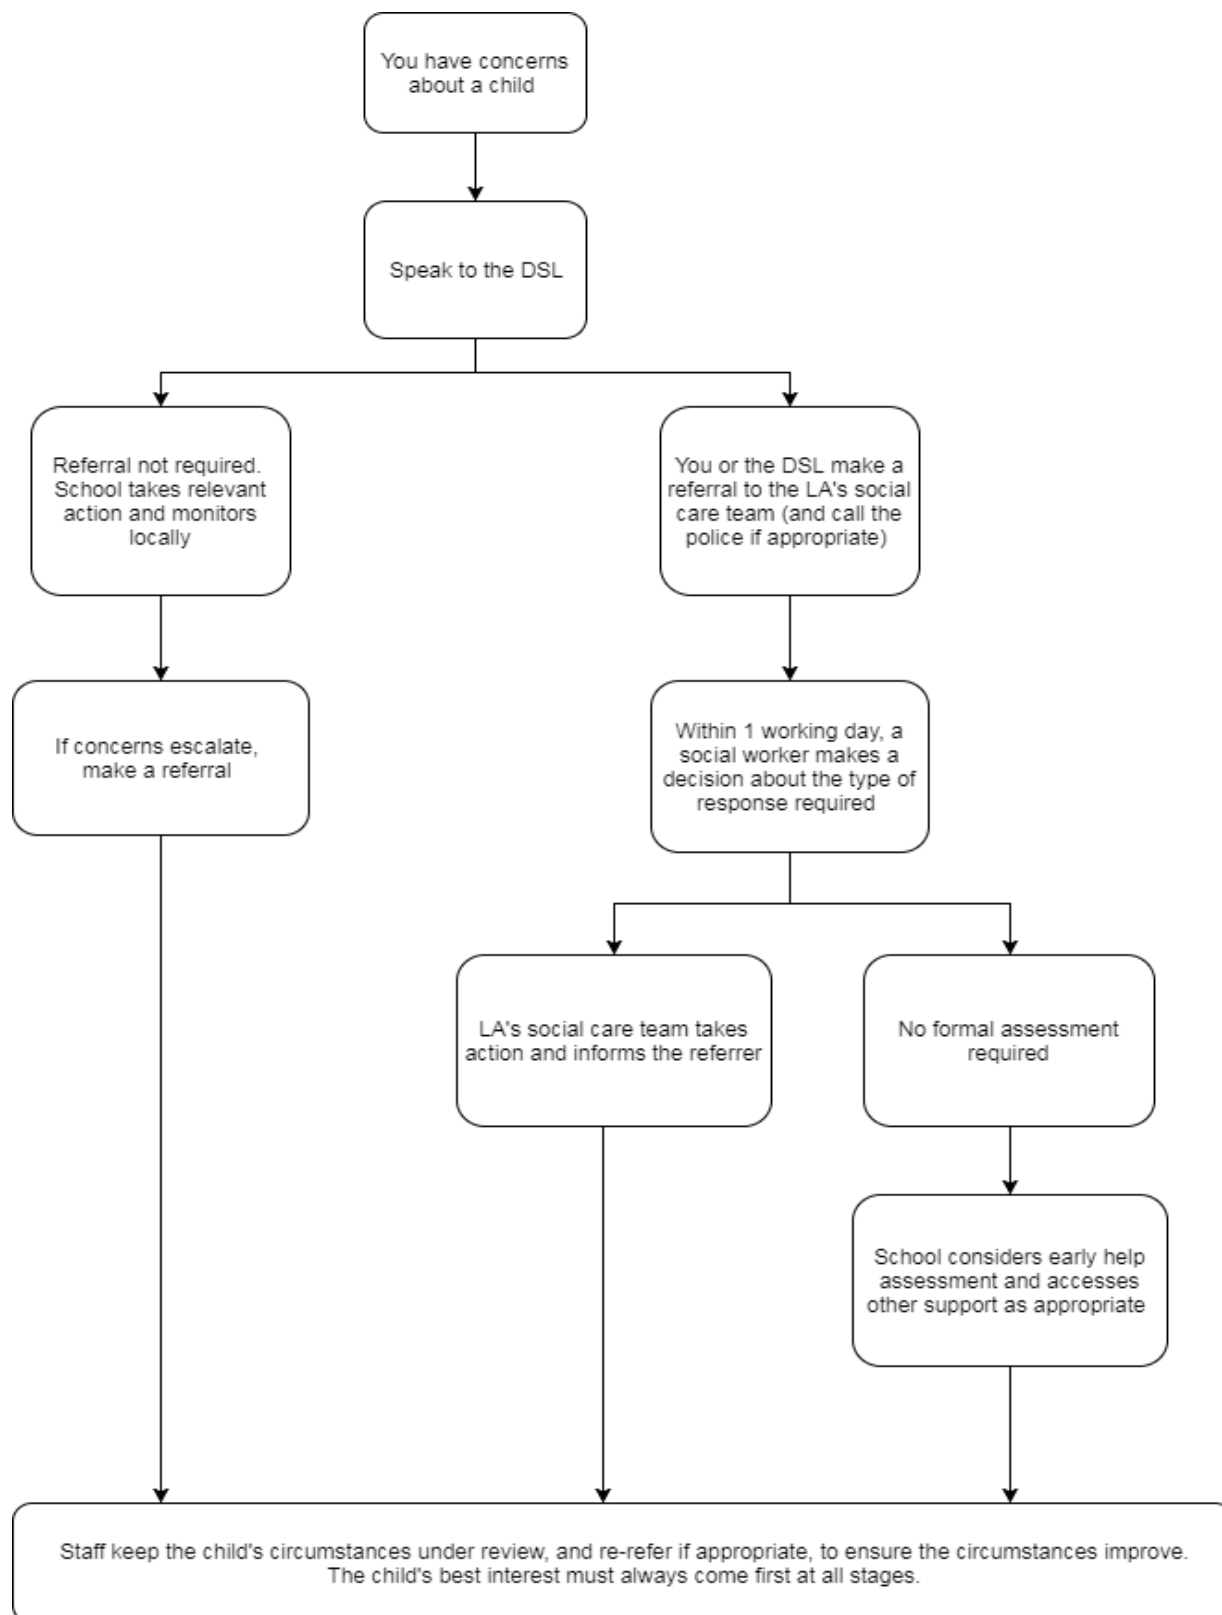 You have concerns
about a child
Speak to the DSL
Referral not required.
School takes relevant
action and monitors
locally
You or the DSL make a
referral to the LA's social
care team (and call the
police if appropriate)
If concerns escalate,
make a referral
Within 1 working day, a
social worker makes a
decision about the type of
response required
LA's social care team takes
action and informs the referrer
No formal assessment
required
School considers early help
assessment and accesses
other support as appropriate
Staff keep the child's circumstances under review, and re-refer if appropriate, to ensure the circumstances improve.
The child's best interest must always come first at all stages.